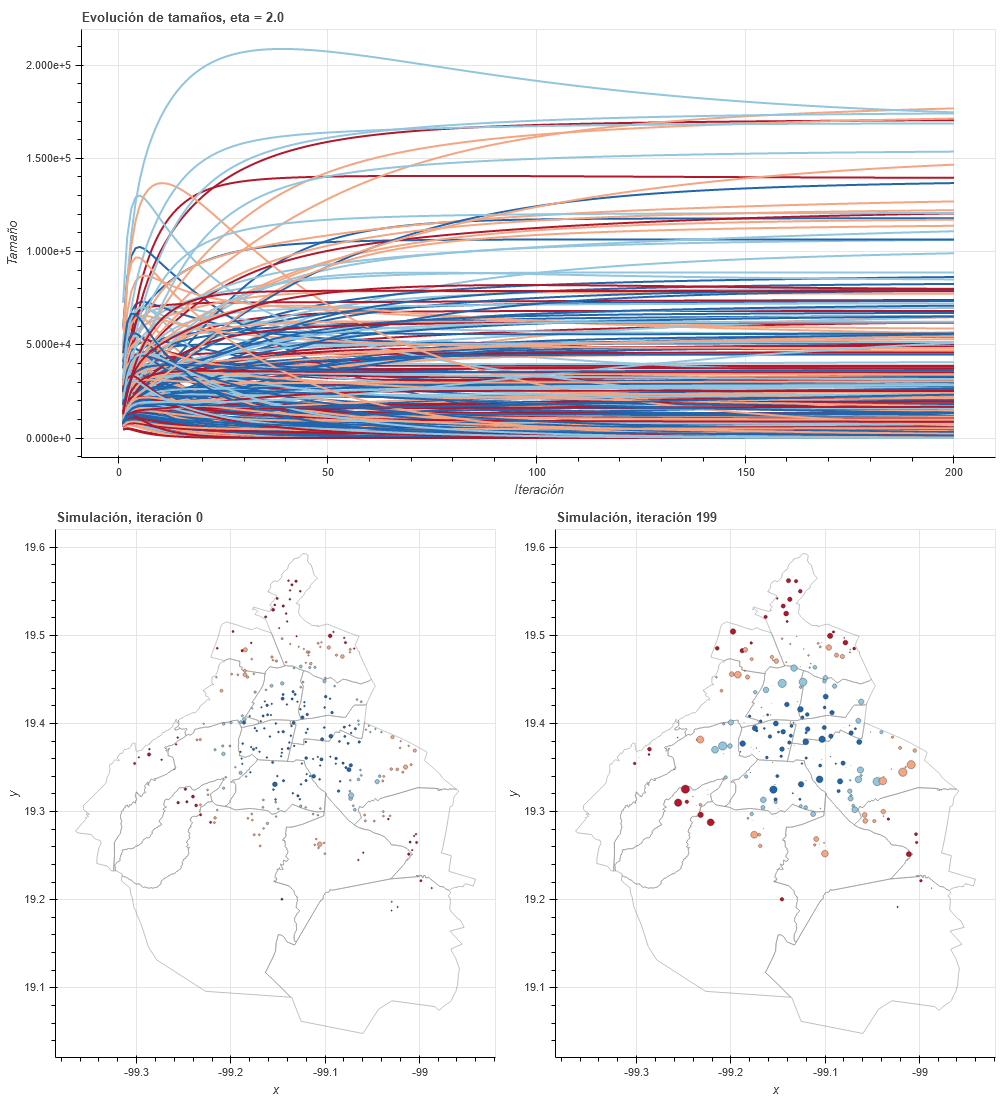 Evolución de tamaños, eta = 2.0
2.000e+5
1.500e+5
1.000e+5
5.000e+4
0.000e+0
Tamaño
0 50 100 150 200
Iteración
Simulación, iteración 0
19.6
19.5
19.4
19.3
19.2
19.1
y
-99.3 -99.2 -99.1 -99
x
Simulación, iteración 199
19.6
19.5
19.4
19.3
19.2
19.1
y
-99.3 -99.2 -99.1 -99
x